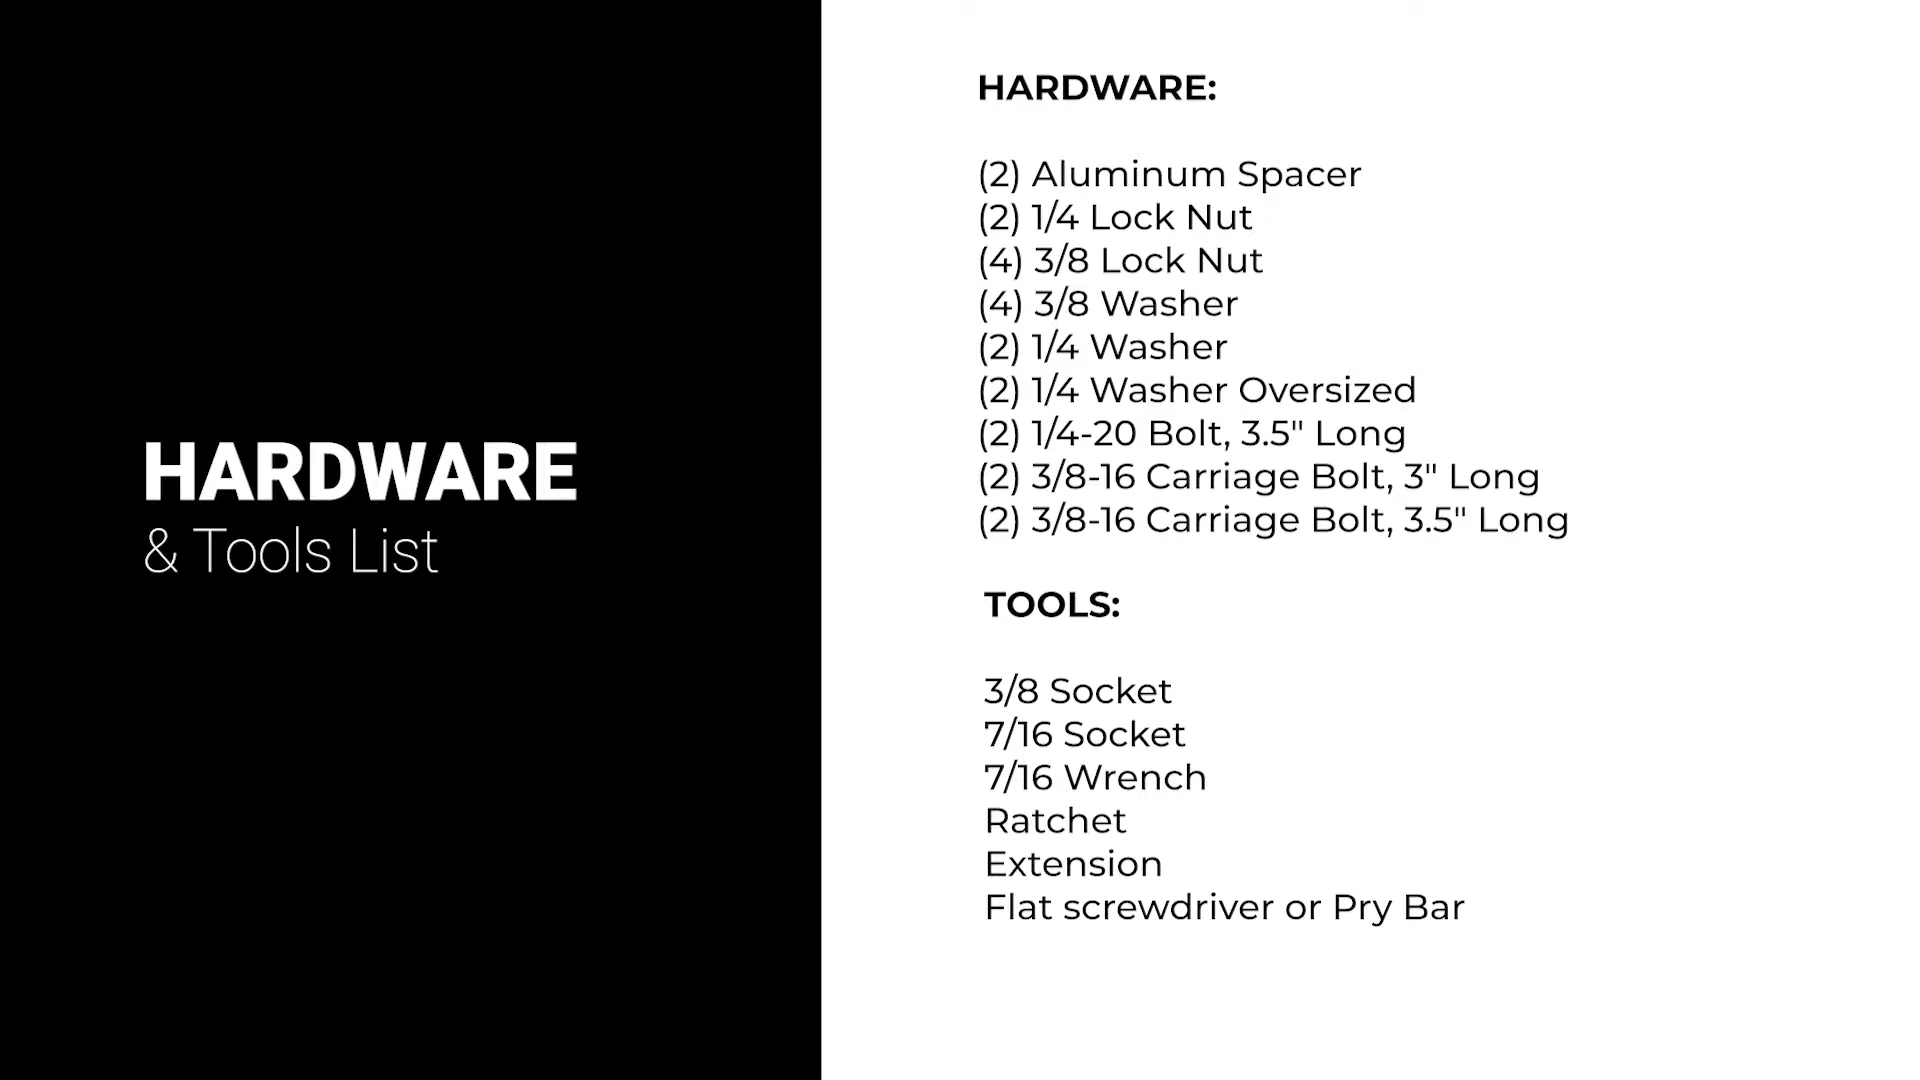 HARDWARE
& Tools List
HARDWARE:
(2) Aluminum Spacer
(2) 1/4 Lock Nut
(4) 3/8 Lock Nut
(4) 3/8 Washer
(2) 1/4 Washer
(2) 1/4 Washer Oversized
(2) 1/4-20 Bolt, 3.5" Long
(2) 3/8-16 Carriage Bolt, 3" Long
(2) 3/8-16 Carriage Bolt, 3.5" Long
TOOLS:
3/8 Socket
7/16 Socket
7/16 Wrench
Ratchet
Extension
Flat screwdriver or Pry Bar